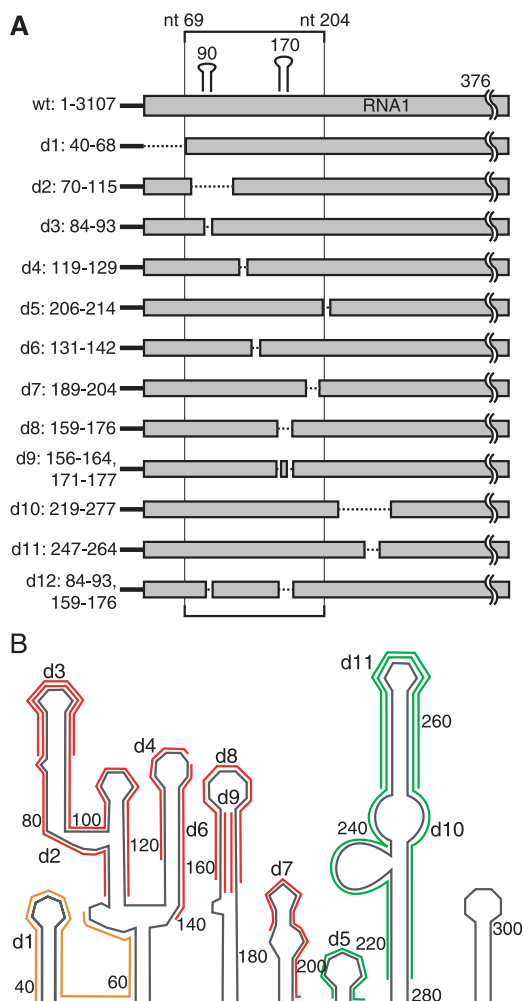 A
nt 69
nt 204
90
170
376
wt: 1-3107
RNA1
d1: 40-68
d2: 70-115
d3: 84-93
d4: 119-129
d5: 206-214
d6: 131-142
d7: 189-204
d8: 159-176
d9: 156-164,
171-177
d10: 219-277
d11: 247-264
d12: 84-93,
159-176
B
d3
d11
260
d4
d8
d9
80
100
120
d6
240
d10
d2
160
140
d7
d1
180
200
d5
220
300
40
60
280